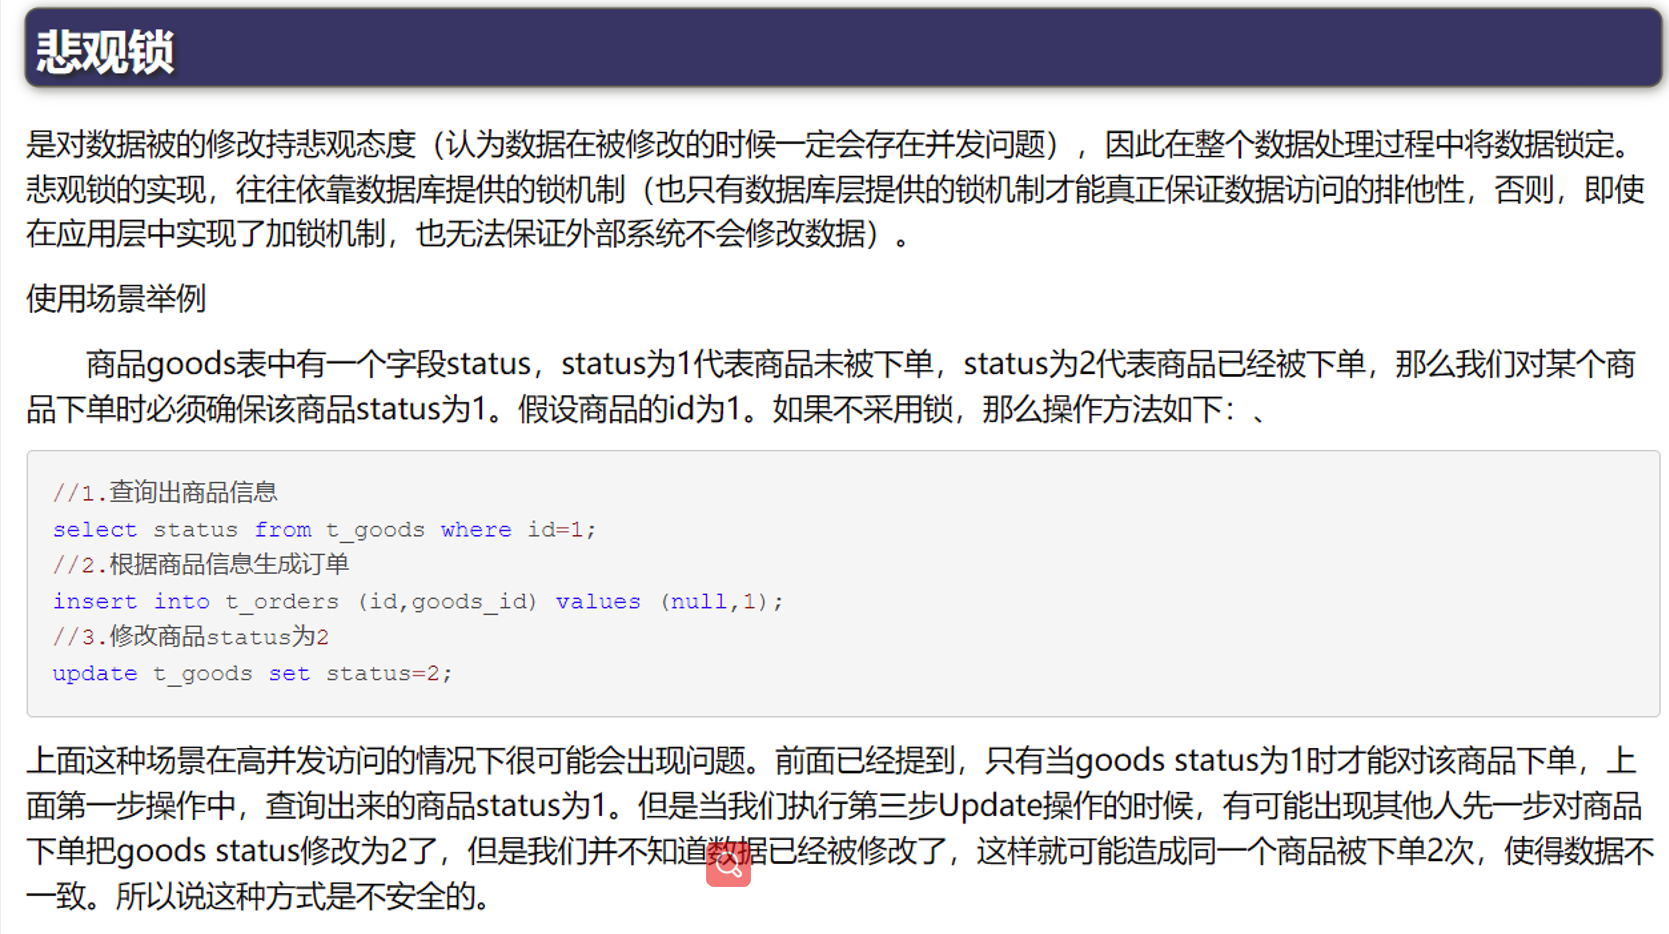 悲观锁
是对数据被的修改持悲观态度（认为数据在被修改的时候一定会存在并发问题），因此在整个数据处理过程中将数据锁定。
悲观锁的实现，往往依靠数据库提供的锁机制（也只有数据库层提供的锁机制才能真正保证数据访问的排他性，否则，即使
在应用层中实现了加锁机制，也无法保证外部系统不会修改数据）。
使用场景举例
商品goods表中有一个字段status，status为1代表商品未被下单，status为2代表商品已经被下单，那么我们对某个商
品下单时必须确保该商品status为1。假设商品的id为1。如果不采用锁，那么操作方法如下：、
//1.查询出商品信息
select status from t_goods where id=1;
//2.根据商品信息生成订单
insert into t_orders (id,goods_id) values (null,1);
//3.修改商品status为2
update t_goods set status=2;
上面这种场景在高并发访问的情况下很可能会出现问题。前面已经提到，只有当goods status为1时才能对该商品下单，上
面第一步操作中，查询出来的商品status为1。但是当我们执行第三步Update操作的时候，有可能出现其他人先一步对商品
下单把goods status修改为2了，但是我们并不知道数据已经被修改了，这样就可能造成同一个商品被下单2次，使得数据不
一致。所以说这种方式是不安全的。